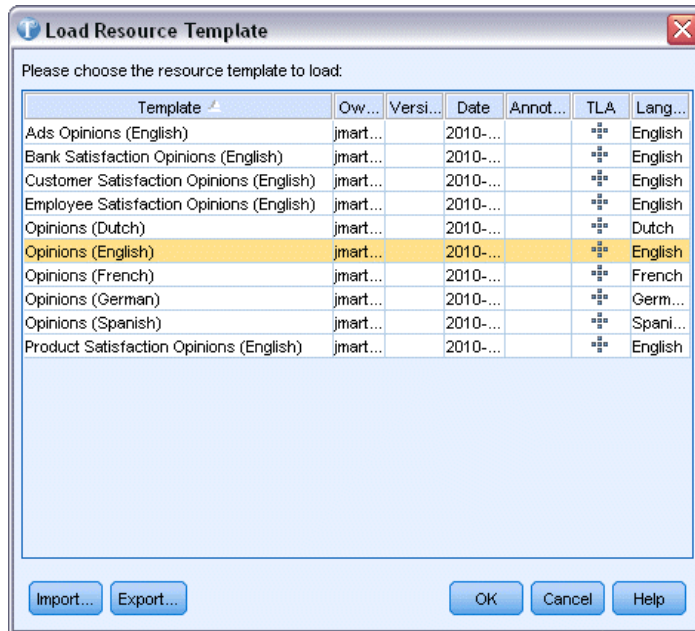 Load Resource Template
Please choose the resource template to load:
Template Ow... Versi... Date Annot... TLA Lang...
Ads Opinions (English) jmart... 2010-... English
Bank Satisfaction Opinions (English) jmart... 2010-... English
Customer Satisfaction Opinions (English) jmart... 2010-... English
Employee Satisfaction Opinions (English) jmart... 2010-... English
Opinions (Dutch) jmart... 2010-... Dutch
Opinions (English) jmart... 2010-... English
Opinions (French) jmart... 2010-... French
Opinions (German) jmart... 2010-... Germ...
Opinions (Spanish) jmart... 2010-... Spani...
Product Satisfaction Opinions (English) jmart... 2010-... English
Import... Export... OK Cancel Help